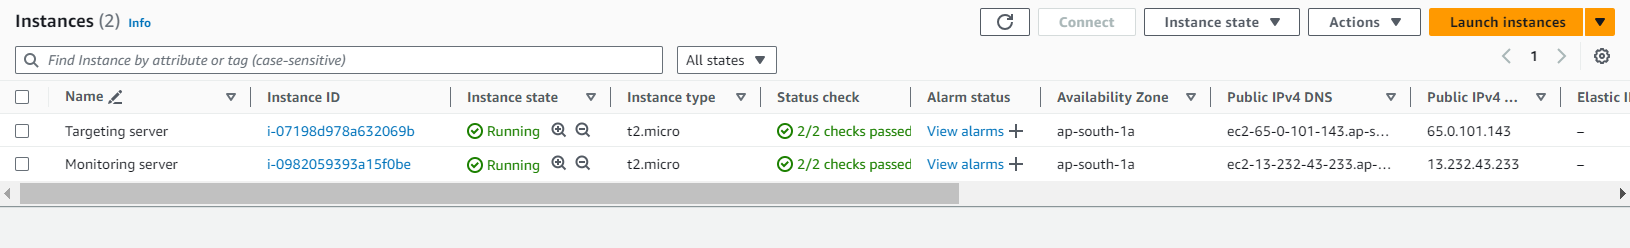 Instances (2) Info
Connect Instance state Actions Launch instances
Find Instance by attribute or tag (case-sensitive) All states 1
Name Instance ID Instance state Instance type Status check Alarm status Availability Zone Public IPv4 DNS Public IPv4 ... Elastic I
Targeting server i-07198d978a632069b Running t2.micro 2/2 checks passed View alarms + ap-south-1a ec2-65-0-101-143.ap-s... 65.0.101.143 –
Monitoring server i-0982059393a15f0be Running t2.micro 2/2 checks passed View alarms + ap-south-1a ec2-13-232-43-233.ap-... 13.232.43.233 –